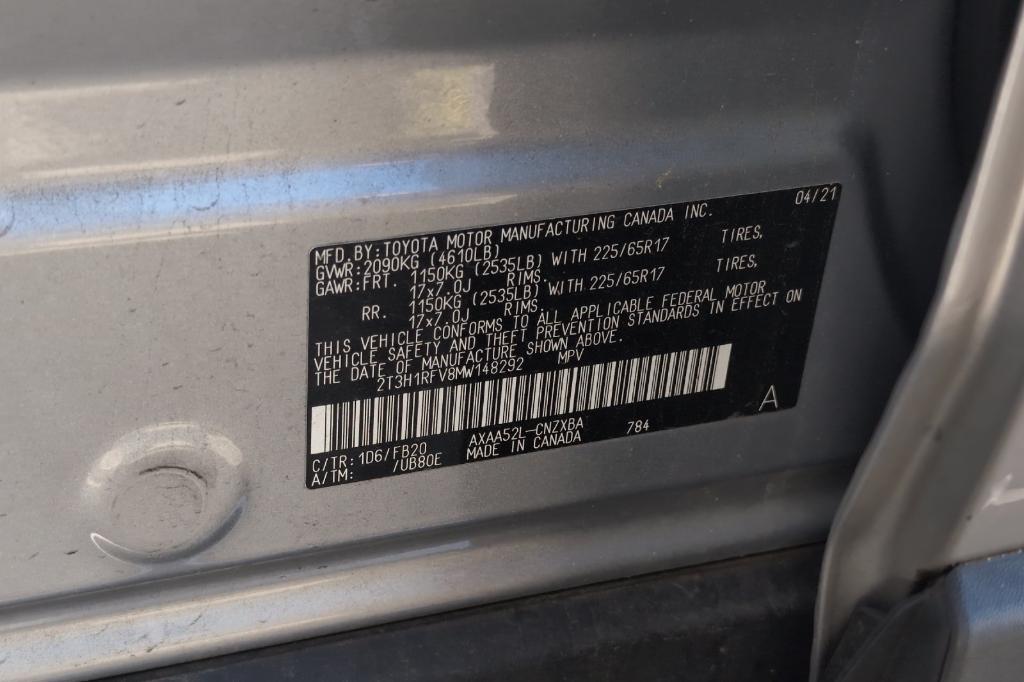 04/21
MFD.BY:TOYOTA MOTOR MANUFACTURING CANADA INC.
GVWR:2090KG (4610LB)
GAWR:FRT. 1150KG (2535LB) WITH 225/65R17 TIRES,
17x7.0J RIMS.
RR. 1150KG (2535LB) WITH 225/65R17 TIRES,
17x7.0J RIMS.
THIS VEHICLE CONFORMS TO ALL APPLICABLE FEDERAL MOTOR
VEHICLE SAFETY AND THEFT PREVENTION STANDARDS IN EFFECT ON
THE DATE OF MANUFACTURE SHOWN ABOVE.
2T3H1RFV8MW148292 MPV
A
C/TR: 1D6/FB20 AXAA52L-CNZXBA 784
A/TM: /UB80E MADE IN CANADA